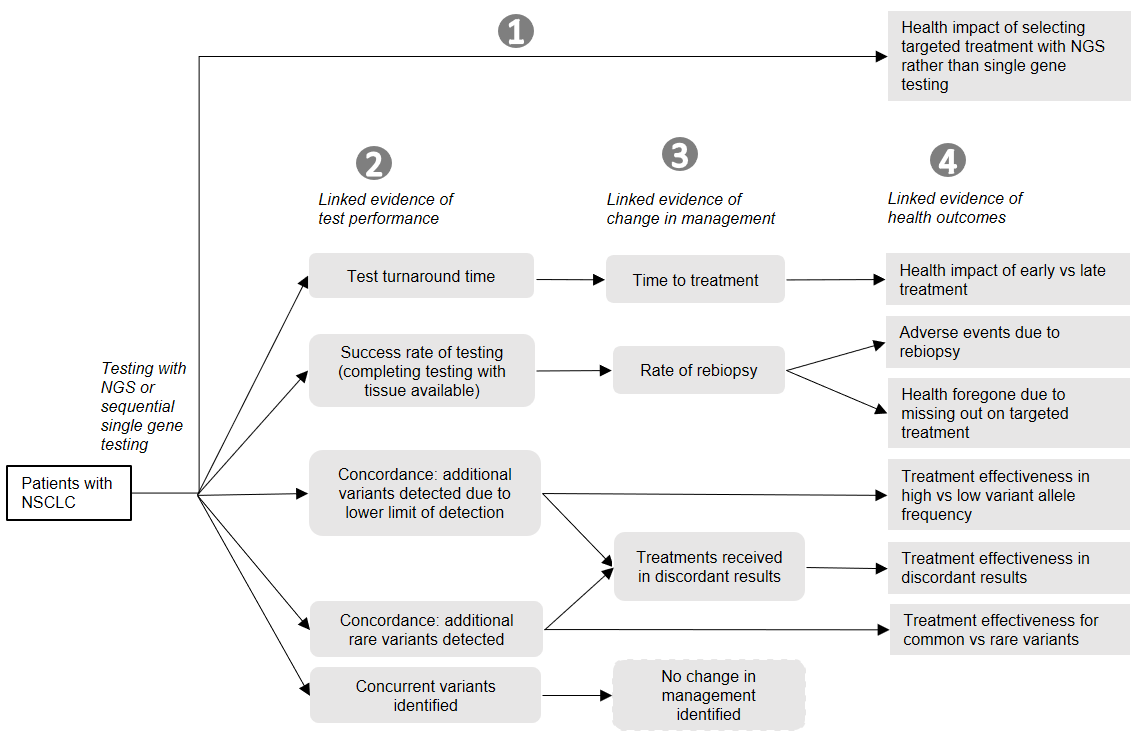 1
Health impact of selecting
targeted treatment with NGS
rather than single gene
testing
2
3
4
Linked evidence of
test performance
Linked evidence of
change in management
Linked evidence of
health outcomes
Test turnaround time
Time to treatment
Health impact of early vs late
treatment
Testing with
NGS or
sequential
single gene
testing
Success rate of testing
(completing testing with
tissue available)
Rate of rebiopsy
Adverse events due to
rebiopsy
Health foregone due to
missing out on targeted
treatment
Patients with
NSCLC
Concordance: additional
variants detected due to
lower limit of detection
Treatment effectiveness in
high vs low variant allele
frequency
Treatments received
in discordant results
Treatment effectiveness in
discordant results
Concordance: additional
rare variants detected
Treatment effectiveness for
common vs rare variants
Concurrent variants
identified
No change in
management
identified